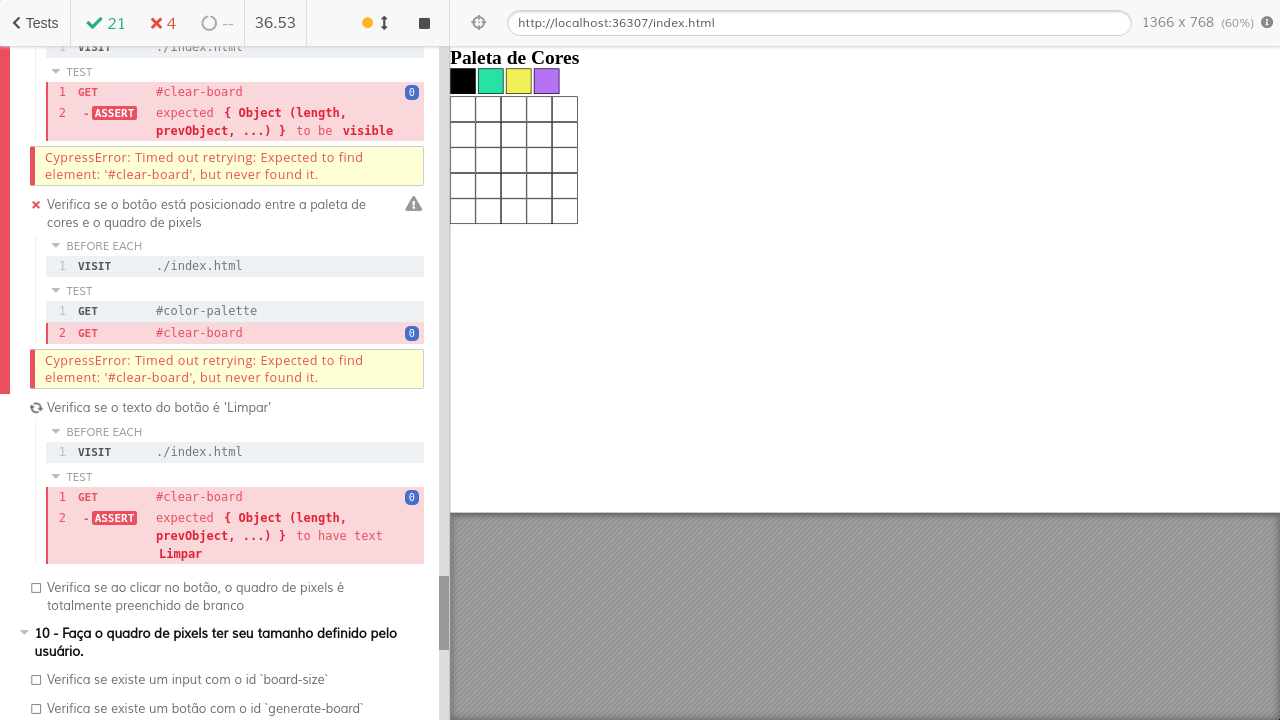 Tests
21
4
--
36.53
http://localhost:36307/index.html
1366 x 768 (60%)
1 VISIT ./index.html
TEST
1 GET #clear-board 0
2 -ASSERT expected { Object (length,
prevObject, ...) } to be visible
CypressError: Timed out retrying: Expected to find
element: '#clear-board', but never found it.
Verifica se o botão está posicionado entre a paleta de
cores e o quadro de pixels
BEFORE EACH
1 VISIT ./index.html
TEST
1 GET #color-palette
2 GET #clear-board 0
CypressError: Timed out retrying: Expected to find
element: '#clear-board', but never found it.
Verifica se o texto do botão é 'Limpar'
BEFORE EACH
1 VISIT ./index.html
TEST
1 GET #clear-board 0
2 -ASSERT expected { Object (length,
prevObject, ...) } to have text
Limpar
Verifica se ao clicar no botão, o quadro de pixels é
totalmente preenchido de branco
10 - Faça o quadro de pixels ter seu tamanho definido pelo
usuário.
Verifica se existe um input com o id `board-size`
Verifica se existe um botão com o id `generate-board`
Paleta de Cores